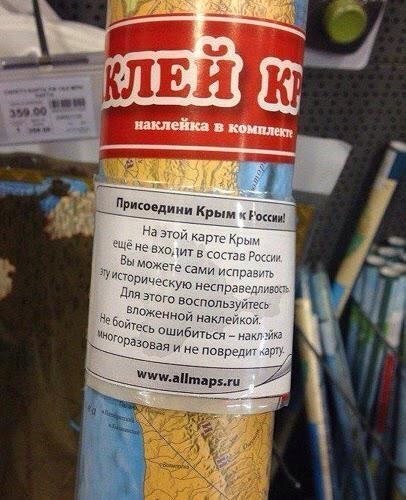 КЛЕЙ КР
наклейка в комплекте
359.00
Присоедини Крым к России!
На этой карте Крым
ещё не входит в состав России.
Вы можете сами исправить
эту историческую несправедливость.
Для этого воспользуйтесь
вложенной наклейкой.
Не бойтесь ошибиться – наклейка
многоразовая и не повредит карту.
www.allmaps.ru